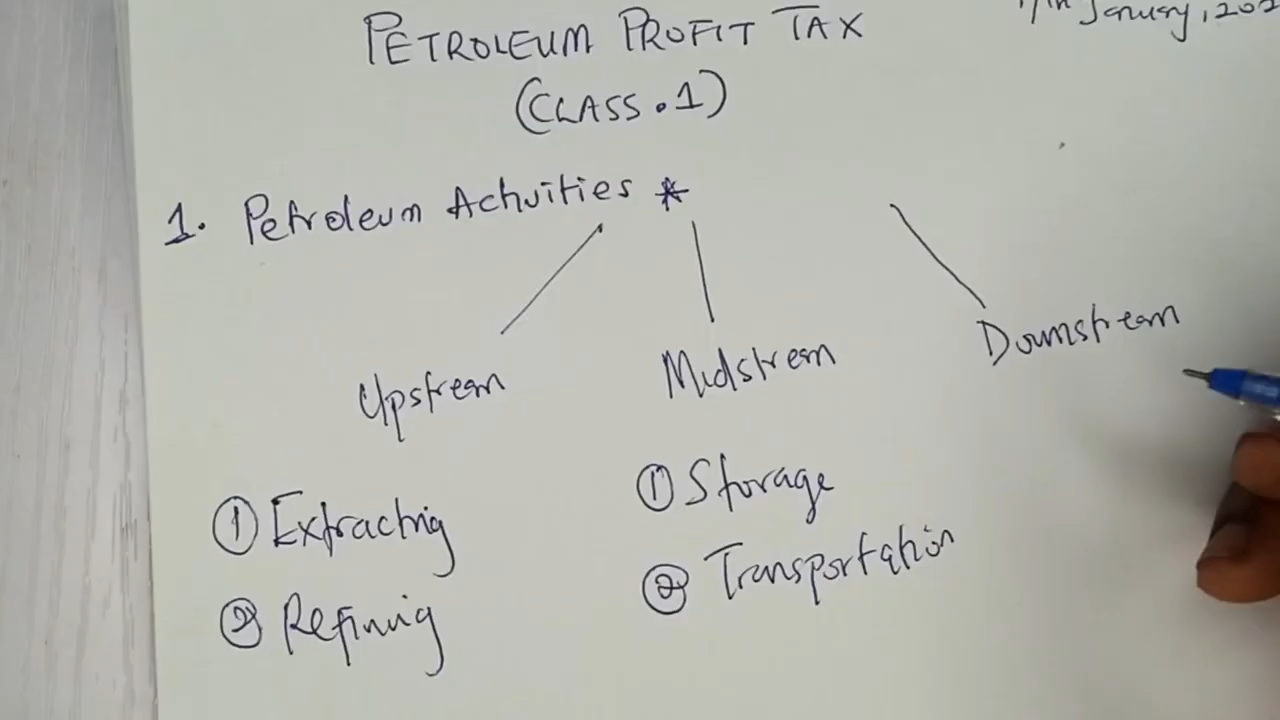 PETROLEUM PROFIT TAX
January, 202
(CLASS.1)
1. Petroleum Activities *
Upstream
Midstream
Downstream
① Extracting
② Refining
① Storage
② Transportation